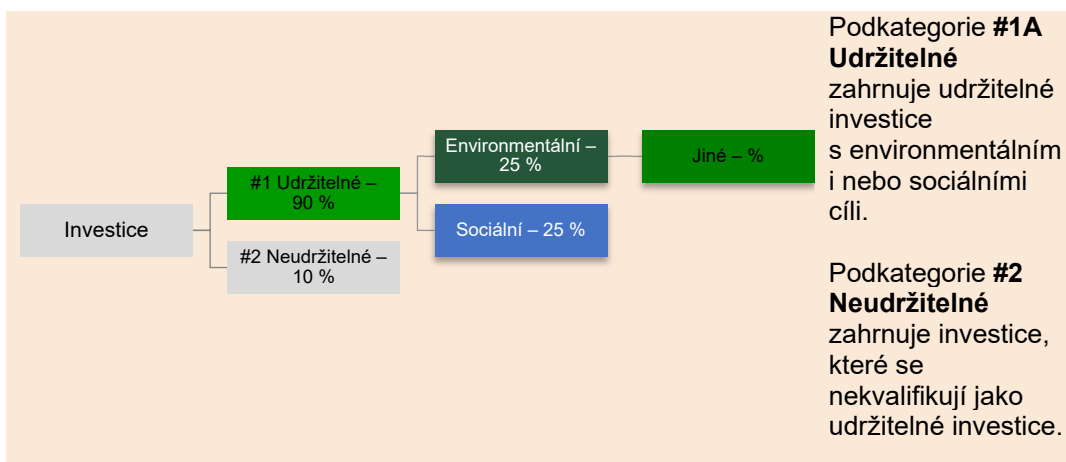 Investice
#1 Udržitelné –
90 %
#2 Neudržitelné –
10 %
Environmentální –
25 %
Sociální – 25 %
Jiné – %
Podkategorie #1A
Udržitelné
zahrnuje udržitelné
investice
s environmentálním
i nebo sociálními
cíli.
Podkategorie #2
Neudržitelné
zahrnuje investice,
které se
nekvalifikují jako
udržitelné investice.